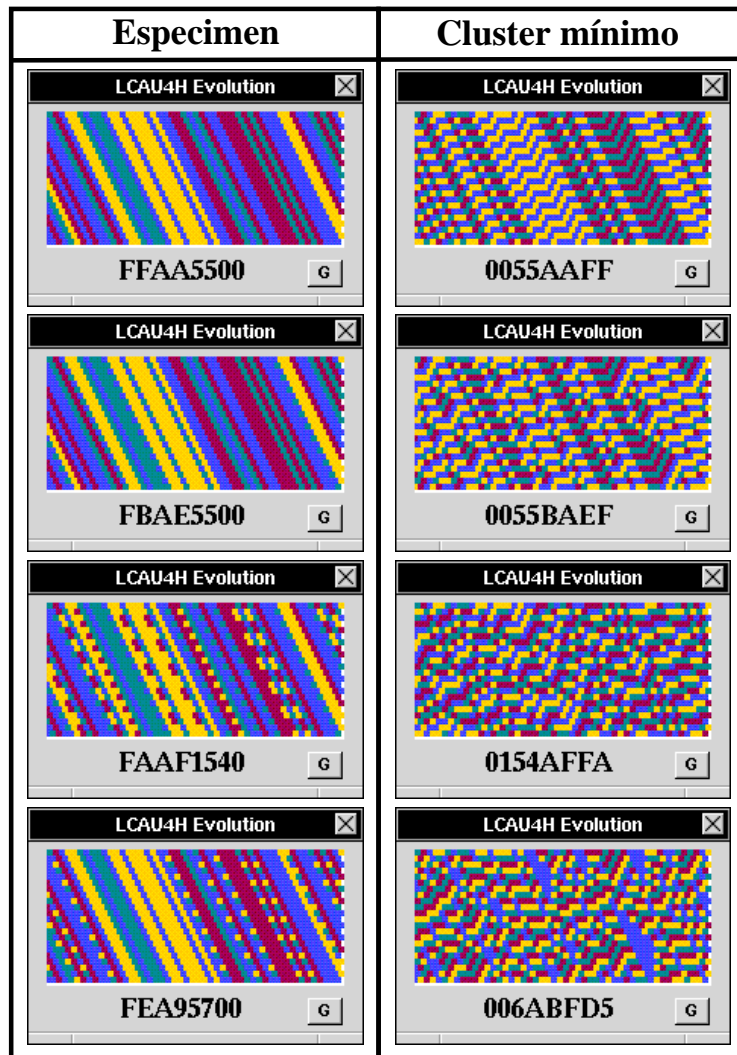 Especimen Cluster mínimo
LCAU4H Evolution LCAU4H Evolution
FFAA5500 G 0055AAFF G
LCAU4H Evolution LCAU4H Evolution
FBAE5500 G 0055BAEF G
LCAU4H Evolution LCAU4H Evolution
FAAF1540 G 0154AFFA G
LCAU4H Evolution LCAU4H Evolution
FEA95700 G 006ABFD5 G